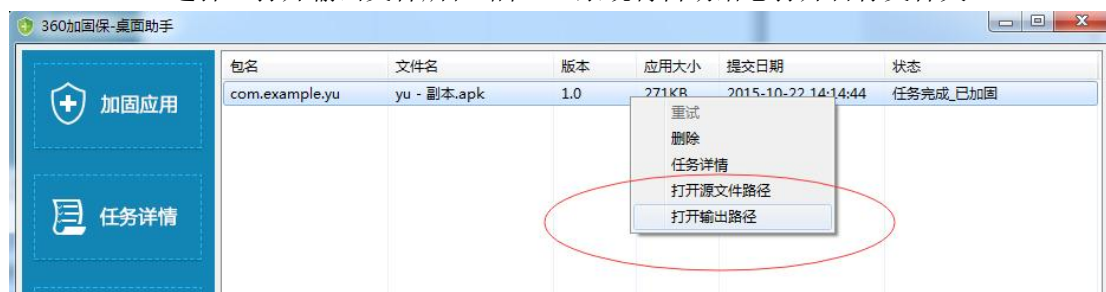 360加固保-桌面助手
包名 文件名 版本 应用大小 提交日期 状态
com.example.yu yu - 副本.apk 1.0 271KB 2015-10-22 14:14:44 任务完成_已加固
加固应用
重试
删除
任务详情
打开源文件路径
任务详情
打开输出路径